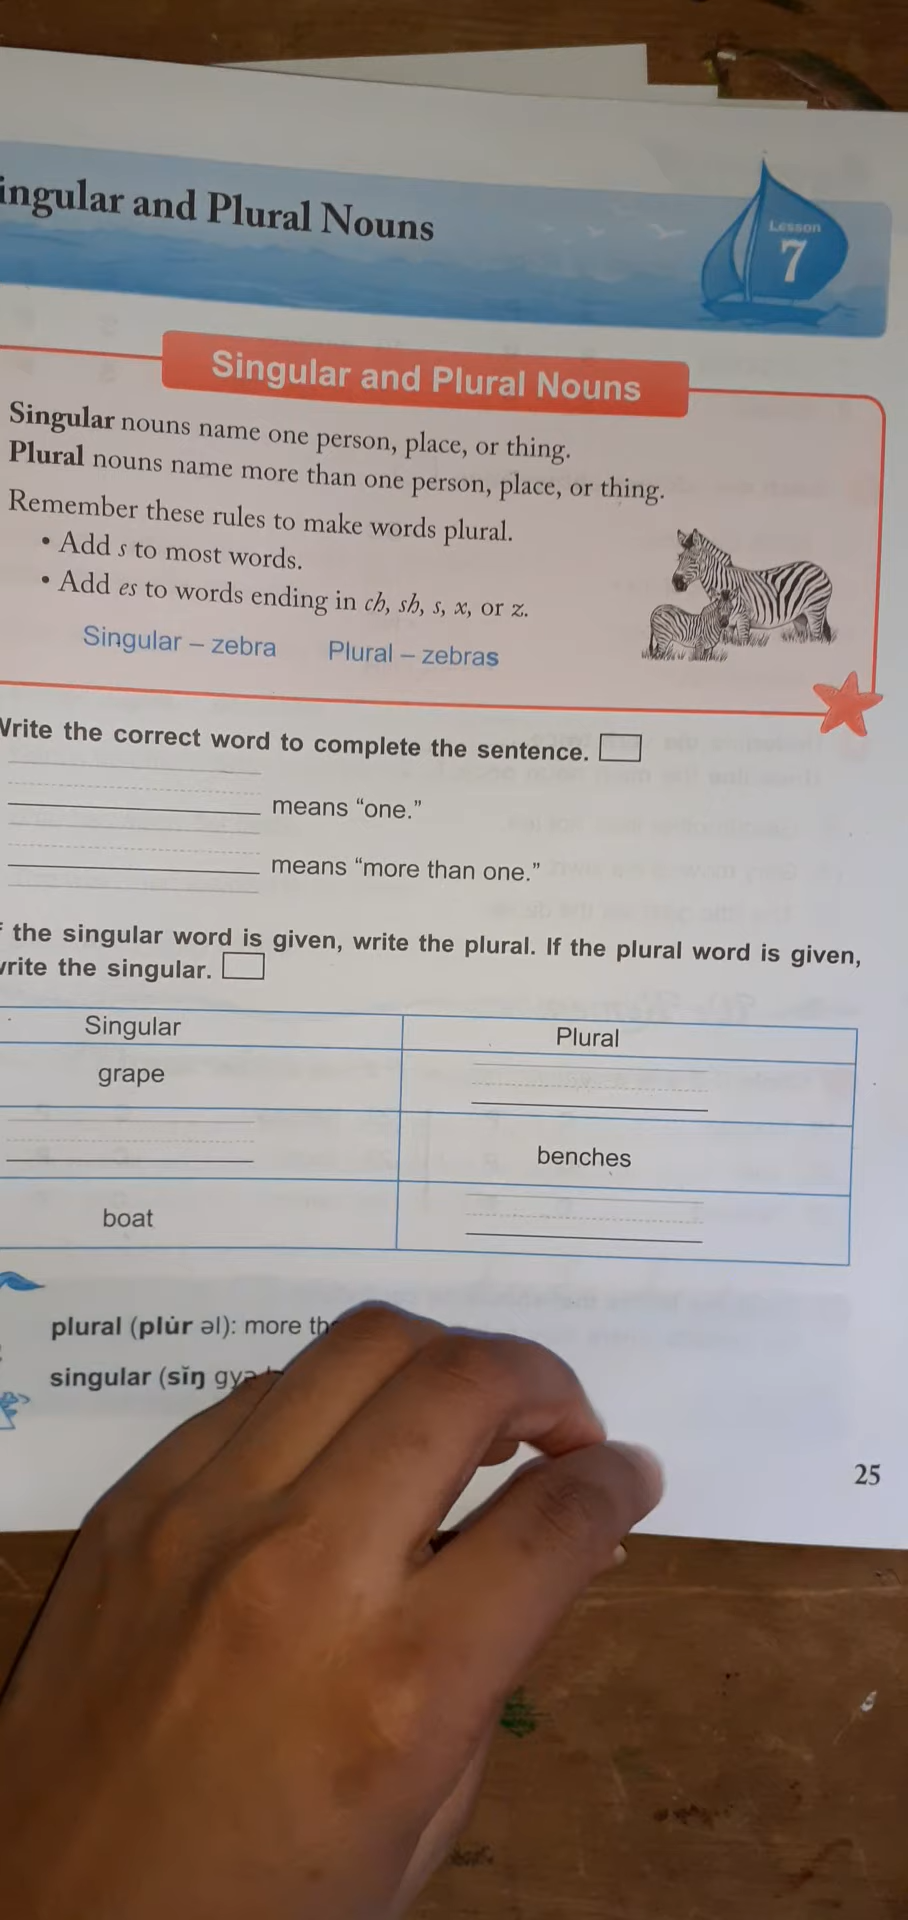 ingular and Plural Nouns
Lesson
7
Singular and Plural Nouns
Singular nouns name one person, place, or thing.
Plural nouns name more than one person, place, or thing.
Remember these rules to make words plural.
• Add s to most words.
• Add es to words ending in ch, sh, s, x, or z.
Singular – zebra Plural – zebras
Write the correct word to complete the sentence.
means “one.”
means “more than one.”
the singular word is given, write the plural. If the plural word is given,
write the singular.
Singular Plural
grape
benches
boat
plural (plu̇r əl): more th
singular (sĭŋ gyə
25